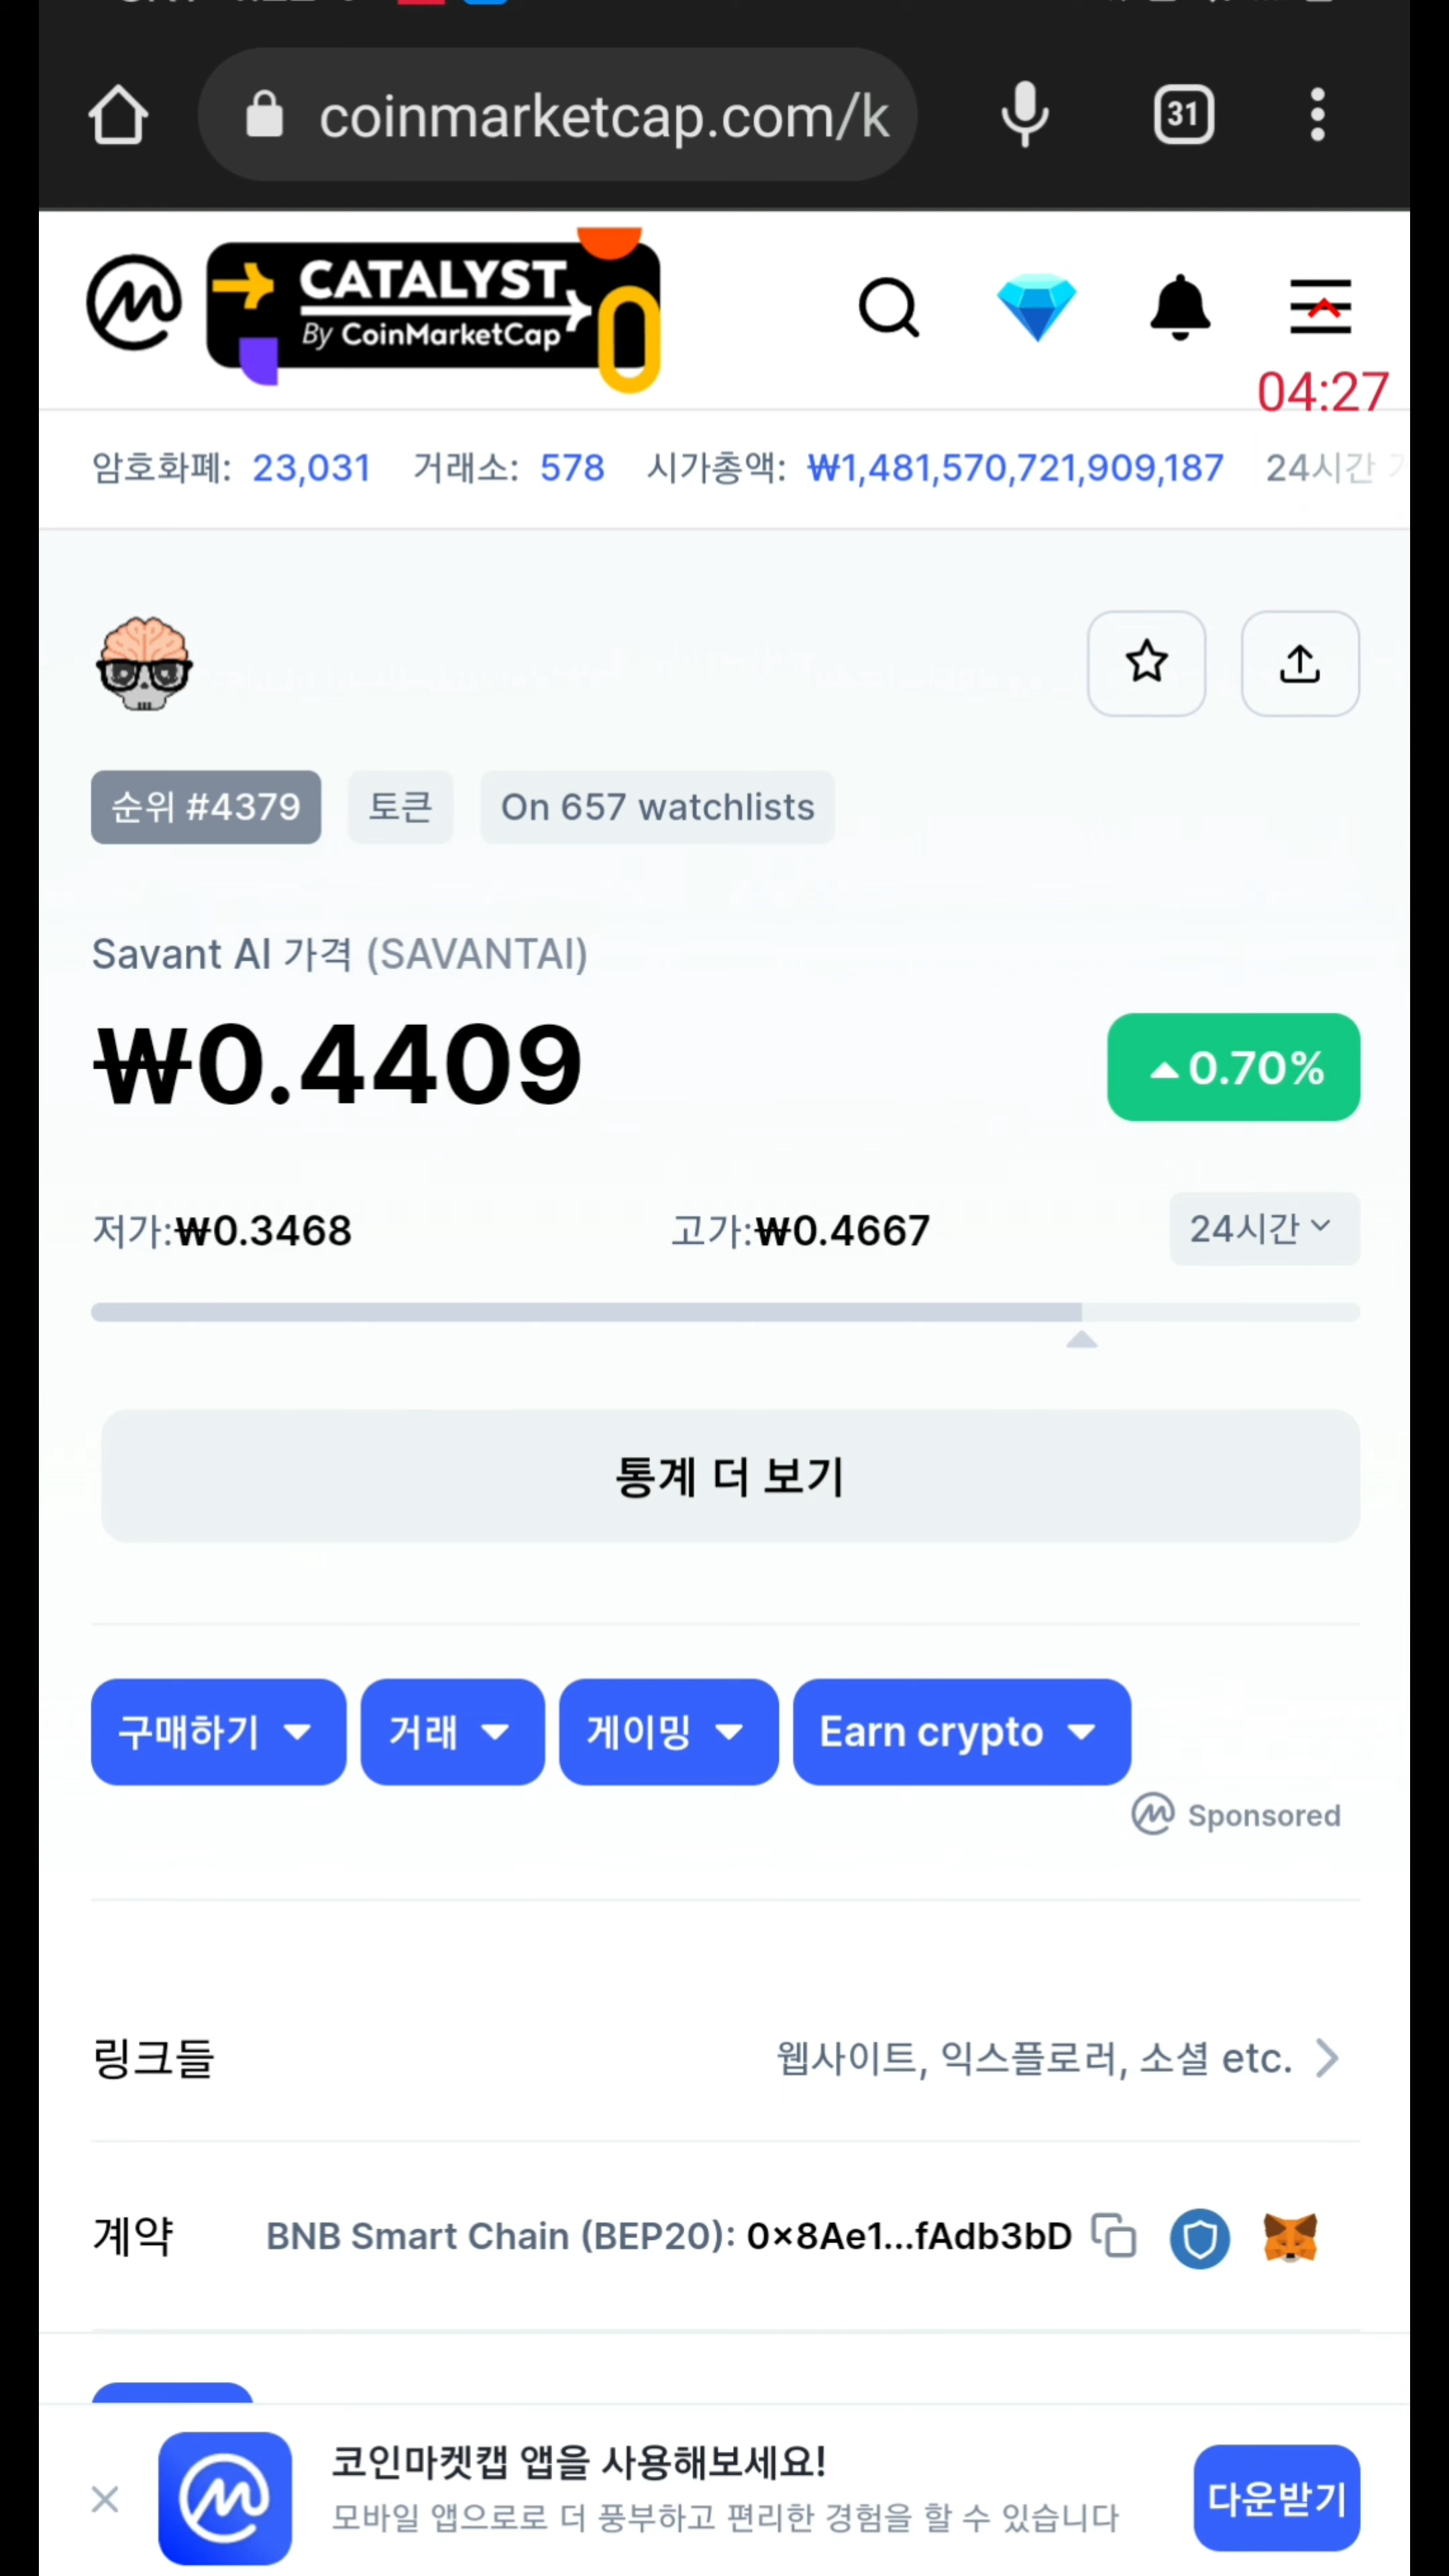 coinmarketcap.com/k
31
CATALYST
By CoinMarketCap
04:27
암호화폐: 23,031 거래소: 578 시가총액: ₩1,481,570,721,909,187 24시간
순위 #4379 토큰 On 657 watchlists
Savant AI 가격 (SAVANTAI)
₩0.4409
0.70%
저가:₩0.3468 고가:₩0.4667 24시간
통계 더 보기
구매하기 거래 게이밍 Earn crypto
Sponsored
링크들 웹사이트, 익스플로러, 소셜 etc.
계약 BNB Smart Chain (BEP20): 0x8Ae1...fAdb3bD
코인마켓캡 앱을 사용해보세요!
모바일 앱으로로 더 풍부하고 편리한 경험을 할 수 있습니다
다운받기